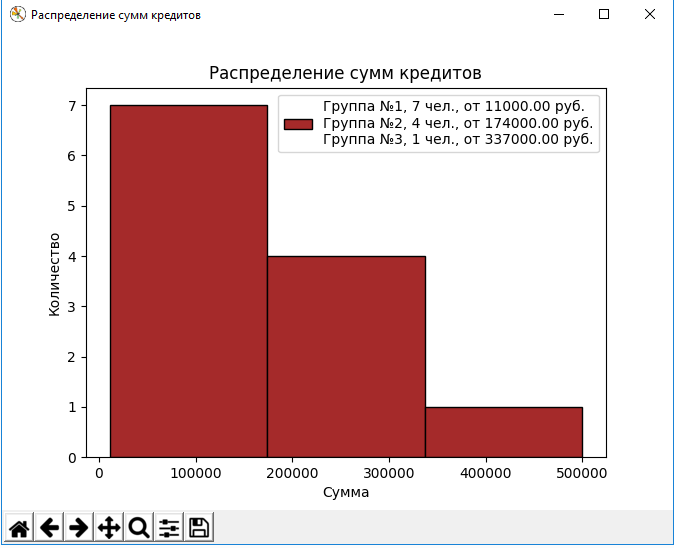 Распределение сумм кредитов
Распределение сумм кредитов
Группа №1, 7 чел., от 11000.00 руб.
Группа №2, 4 чел., от 174000.00 руб.
Группа №3, 1 чел., от 337000.00 руб.
Количество
7
6
5
4
3
2
1
0
0 100000 200000 300000 400000 500000
Сумма